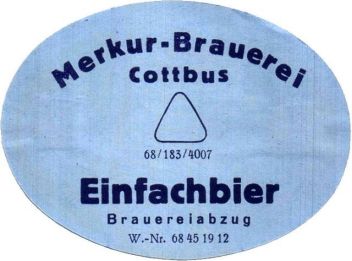 Merkur-Brauerei
Cottbus
68/183/4007
Einfachbier
Brauereiabzug
W.-Nr. 68 45 19 12